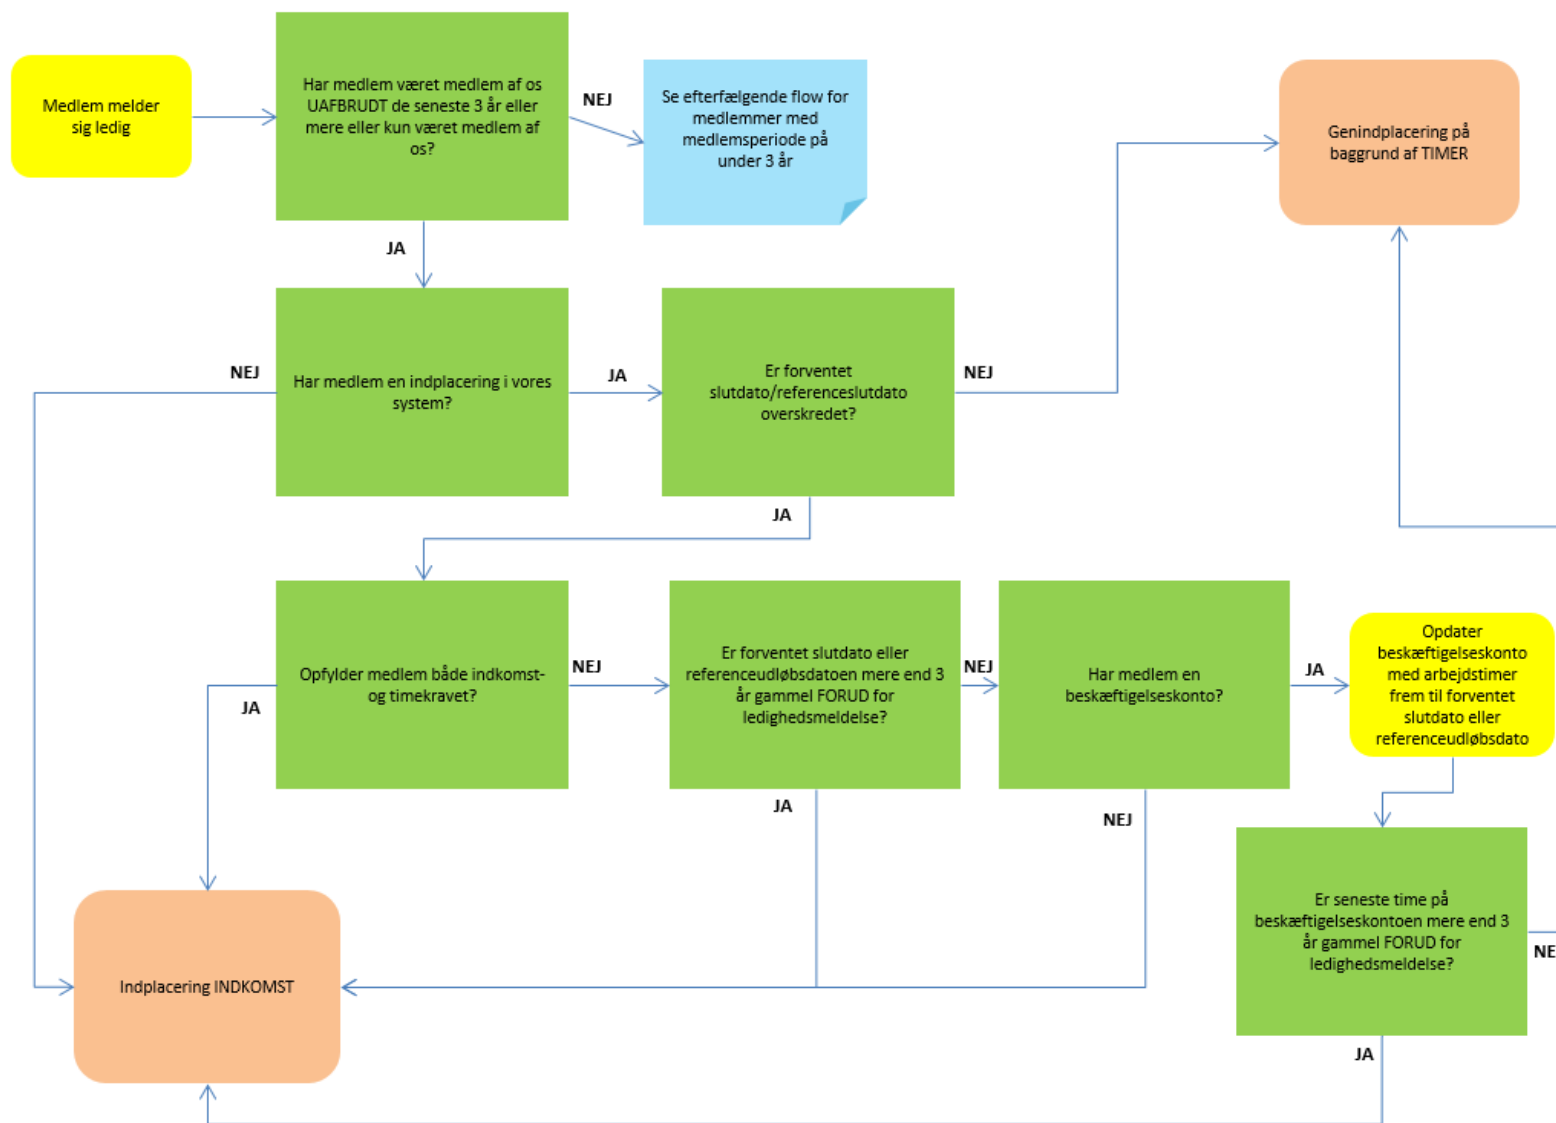 Medlem melder
sig ledig
Har medlem været medlem af os
UAFBRUDT de seneste 3 år eller
mere eller kun været medlem af
os?
NEJ
Se efterfælgende flow for
medlemmer med
medlemsperiode på
under 3 år
Genindplacering på
baggrund af TIMER
JA
NEJ
Har medlem en indplacering i vores
system?
JA
Er forventet
slutdato/referenceslutdato
overskredet?
NEJ
JA
Opfylder medlem både indkomst-
og timekravet?
JA
NEJ
Er forventet slutdato eller
referenceudløbsdatoen mere end 3
år gammel FORUD for
ledighedsmeldelse?
NEJ
Har medlem en
beskæftigelseskonto?
JA
Opdater
beskæftigelseskonto
med arbejdstimer
frem til forventet
slutdato eller
referenceudløbsdato
JA
NEJ
Er seneste time på
beskæftigelseskontoen mere end 3
år gammel FORUD for
ledighedsmeldelse?
NE
JA
Indplacering INDKOMST